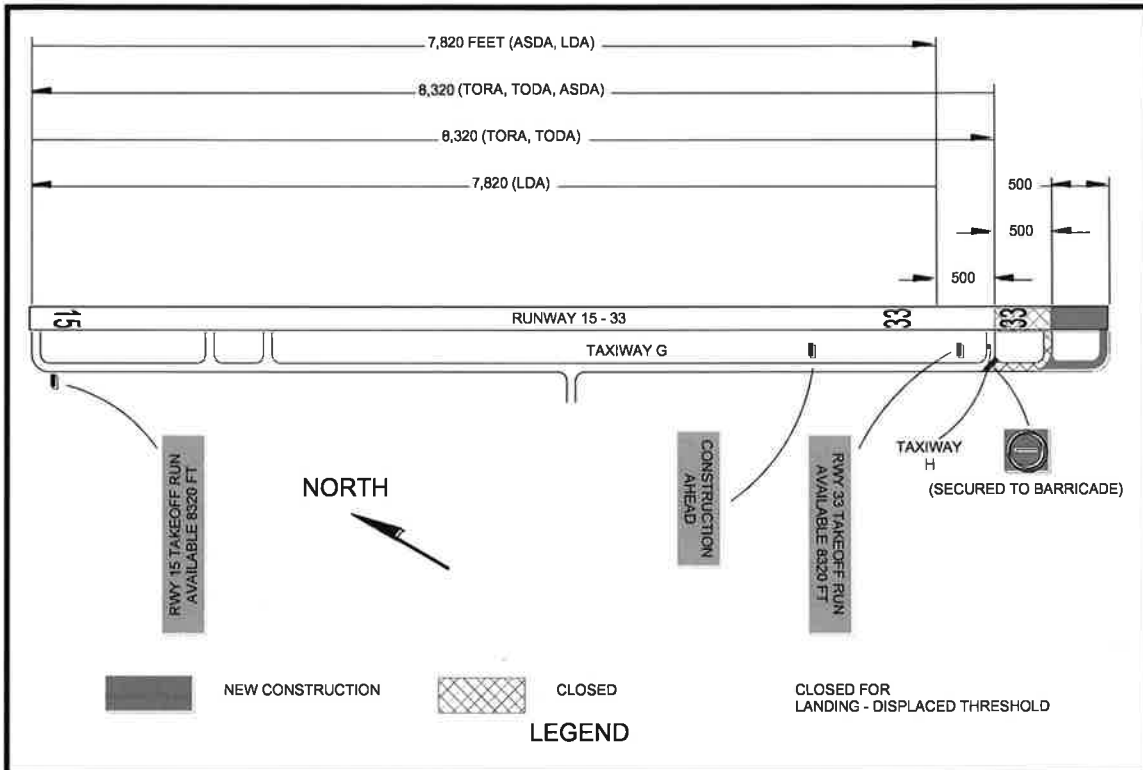 7,820 FEET (ASDA, LDA)
8,320 (TORA, TODA, ASDA)
8,320 (TORA, TODA)
7,820 (LDA)
500
500
500
15
RUNWAY 15 - 33
33
33
TAXIWAY G
RWY 15 TAKEOFF RUN
AVAILABLE 8320 FT
NORTH
CONSTRUCTION
AHEAD
RWY 33 TAKEOFF RUN
AVAILABLE 8320 FT
TAXIWAY
H
(SECURED TO BARRICADE)
NEW CONSTRUCTION
CLOSED
CLOSED FOR
LANDING - DISPLACED THRESHOLD
LEGEND